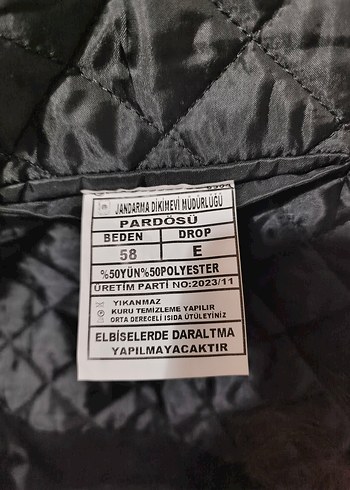 JANDARMA DİKİMEVİ MÜDÜRLÜĞÜ
PARDÖSÜ
BEDEN DROP
58 E
%50YÜN%50POLYESTER
ÜRETİM PARTİ NO:2023/11
YIKANMAZ
KURU TEMİZLEME YAPILIR
ORTA DERECELİ ISIDA ÜTÜLEYİNİZ
ELBİSELERDE DARALTMA
YAPILMAYACAKTIR